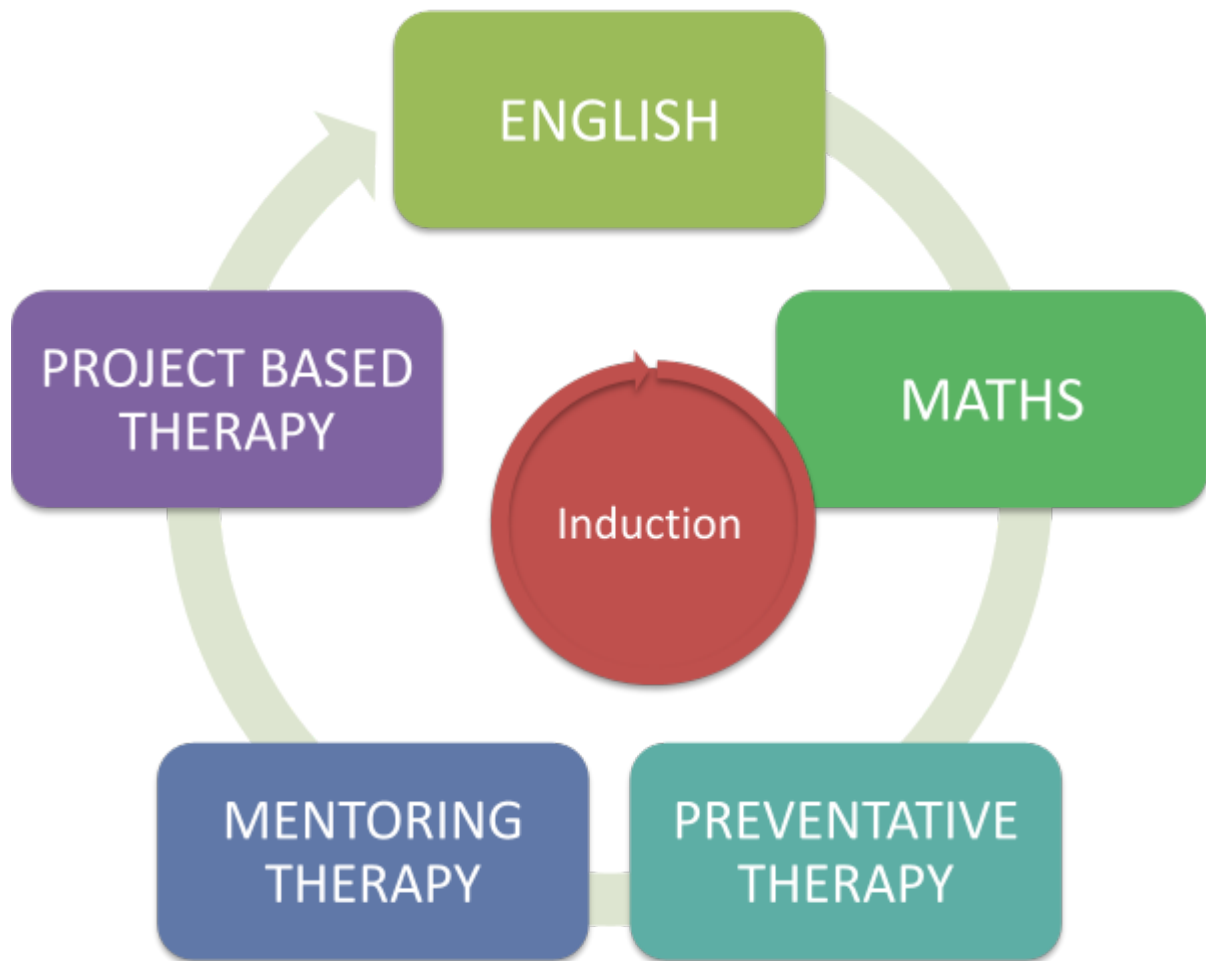 ENGLISH
MATHS
PREVENTATIVE
THERAPY
MENTORING
THERAPY
PROJECT BASED
THERAPY
Induction